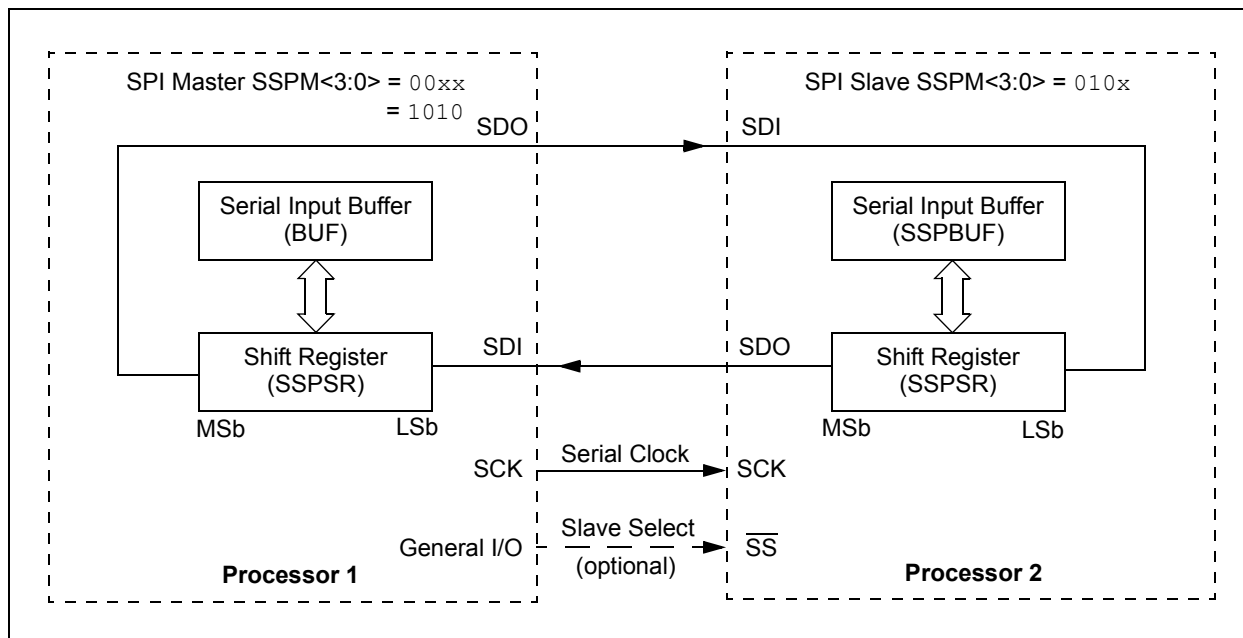 SPI Master SSPM<3:0> = 00xx
= 1010
SDO
Serial Input Buffer
(BUF)
Shift Register
(SSPSR)
MSb
LSb
SDI
SCK
General I/O
Processor 1
Serial Clock
Slave Select
(optional)
SPI Slave SSPM<3:0> = 010x
SDI
Serial Input Buffer
(SSPBUF)
SDO
Shift Register
(SSPSR)
MSb
LSb
SCK
S̅S̅
Processor 2